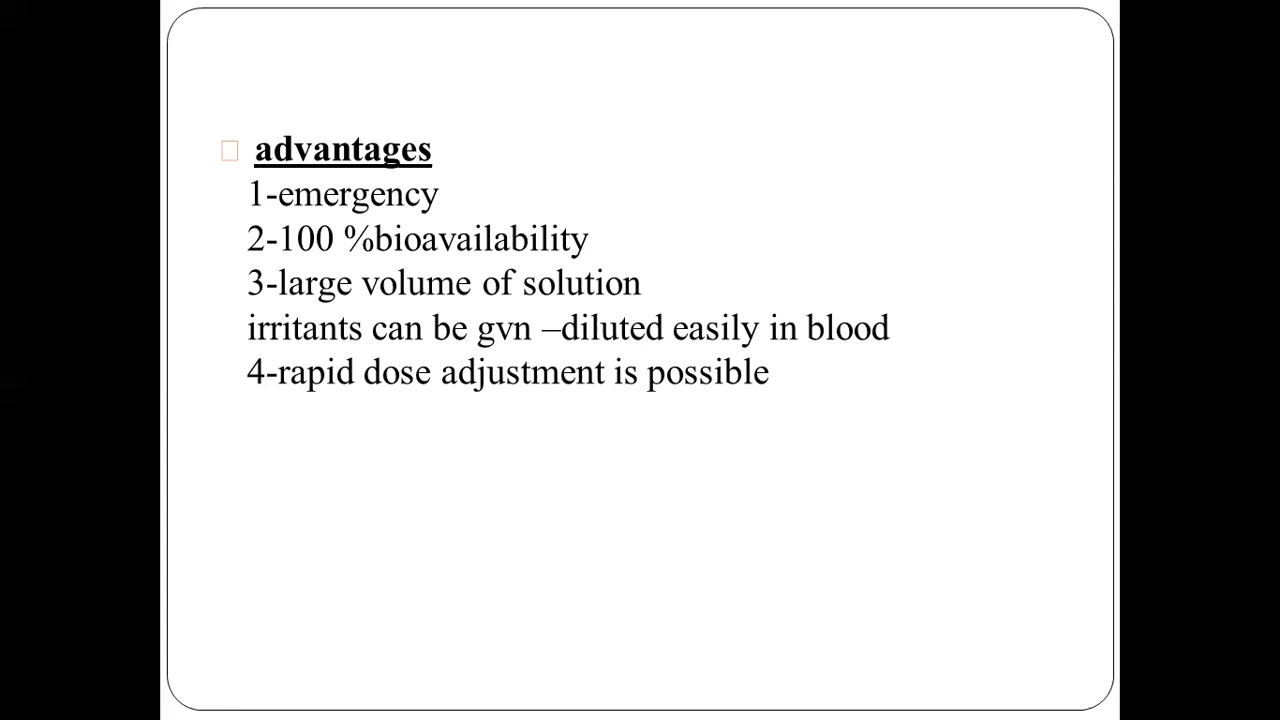 advantages
1-emergency
2-100 %bioavailability
3-large volume of solution
irritants can be gvn –diluted easily in blood
4-rapid dose adjustment is possible